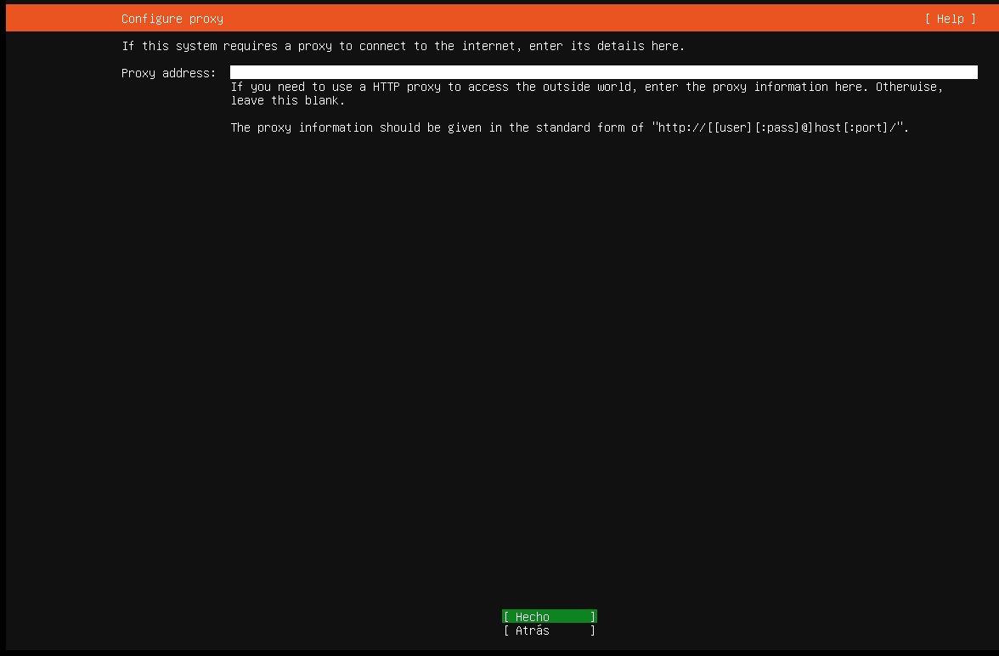 Configure proxy [ Help ]
If this system requires a proxy to connect to the internet, enter its details here.
Proxy address:
If you need to use a HTTP proxy to access the outside world, enter the proxy information here. Otherwise,
leave this blank.
The proxy information should be given in the standard form of "http://[[user][:pass]@]host[:port]/".
[ Hecho ]
[ Atrás ]